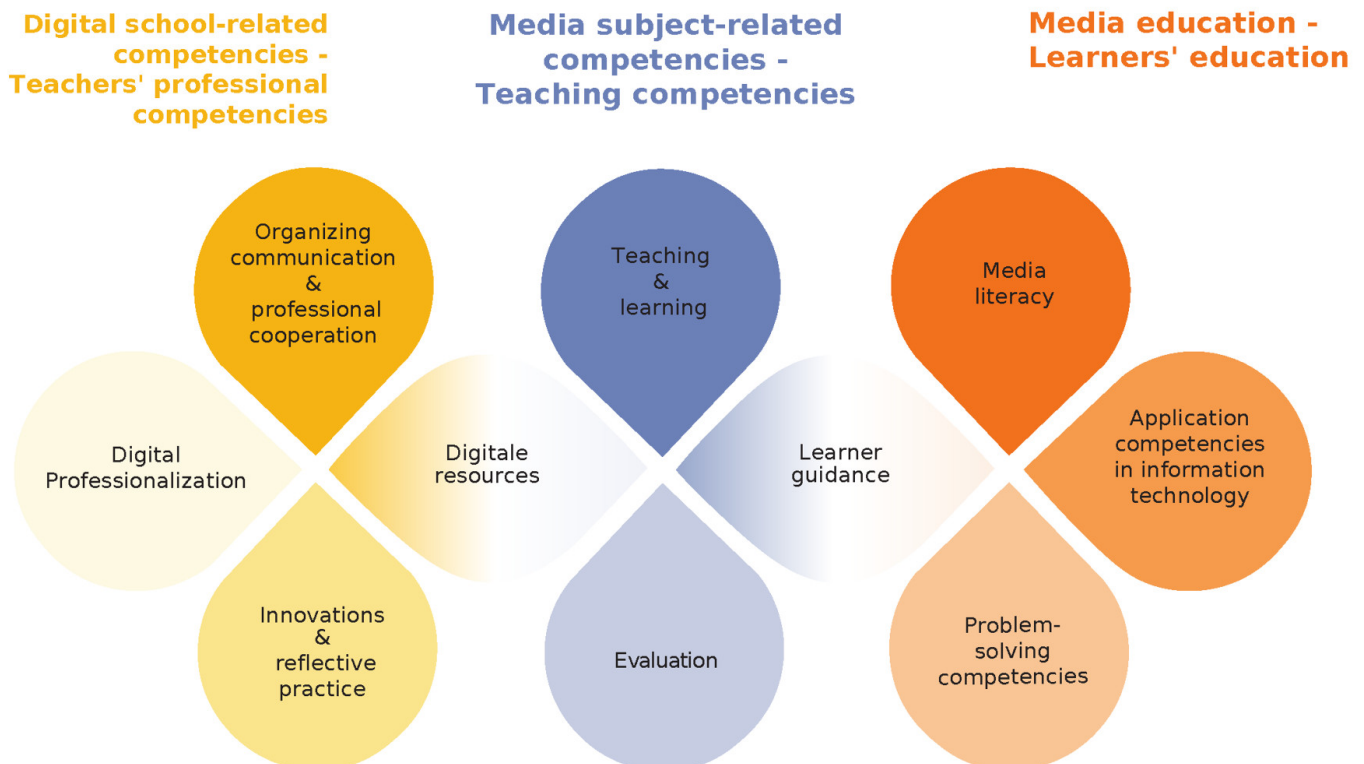 Digital school-related
competencies -
Teachers' professional
competencies
Media subject-related
competencies -
Teaching competencies
Media education -
Learners' education
Organizing
communication
&
professional
cooperation
Teaching
&
learning
Media
literacy
Digital
Professionalization
Digitale
resources
Learner
guidance
Application
competencies
in information
technology
Innovations
&
reflective
practice
Evaluation
Problem-
solving
competencies